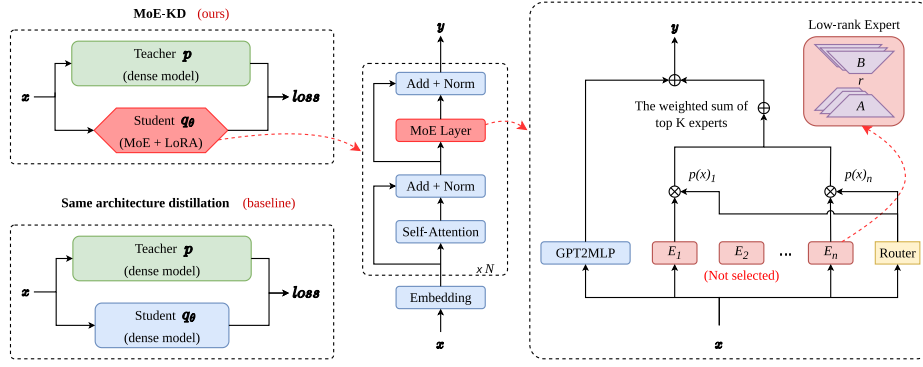 MoE-KD (ours)
x
Teacher p
(dense model)
Student qθ
(MoE + LoRA)
loss
Same architecture distillation (baseline)
x
Teacher p
(dense model)
Student qθ
(dense model)
loss
y
Add + Norm
MoE Layer
Add + Norm
Self-Attention
x N
Embedding
x
y
The weighted sum of
top K experts
Low-rank Expert
B
r
A
p(x)1
p(x)n
GPT2MLP
E1
E2
...
En
Router
(Not selected)
x